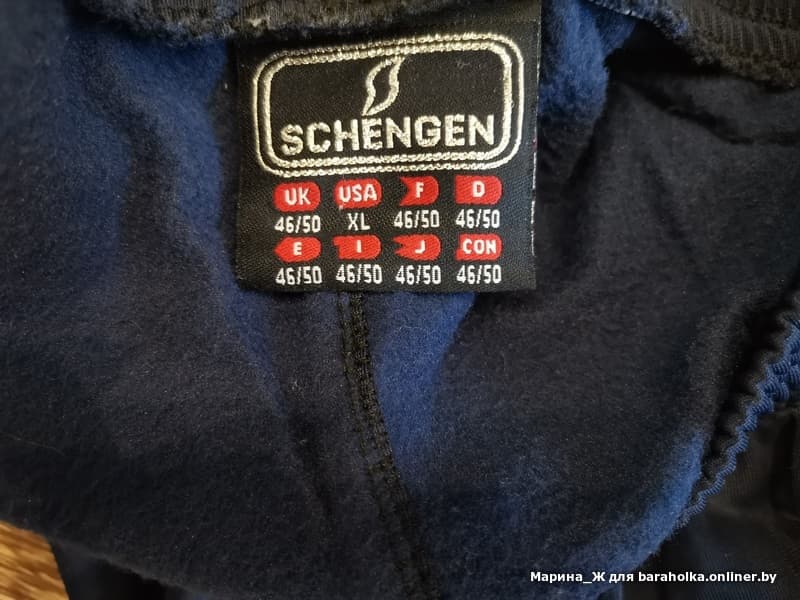 SCHENGEN
UK USA F D
46/50 XL 46/50 46/50
E I J CON
46/50 46/50 46/50 46/50
Марина_Ж для baraholka.onliner.by